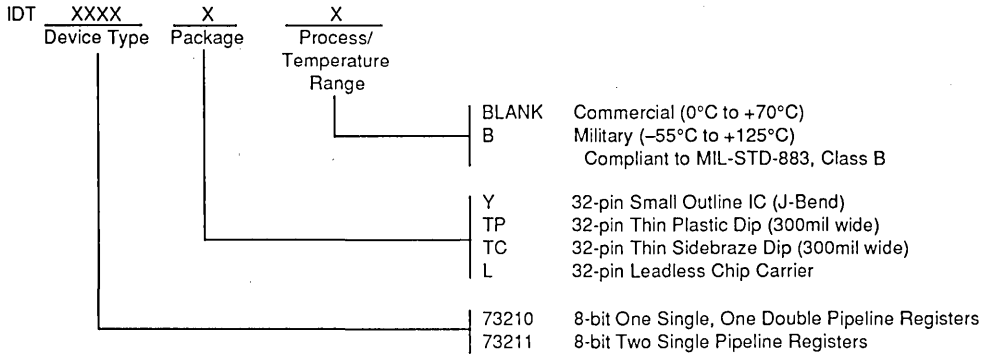 IDT XXXX X X
Device Type Package Process/
Temperature
Range
BLANK Commercial (0°C to +70°C)
B Military (–55°C to +125°C)
Compliant to MIL-STD-883, Class B
Y 32-pin Small Outline IC (J-Bend)
TP 32-pin Thin Plastic Dip (300mil wide)
TC 32-pin Thin Sidebraze Dip (300mil wide)
L 32-pin Leadless Chip Carrier
73210 8-bit One Single, One Double Pipeline Registers
73211 8-bit Two Single Pipeline Registers